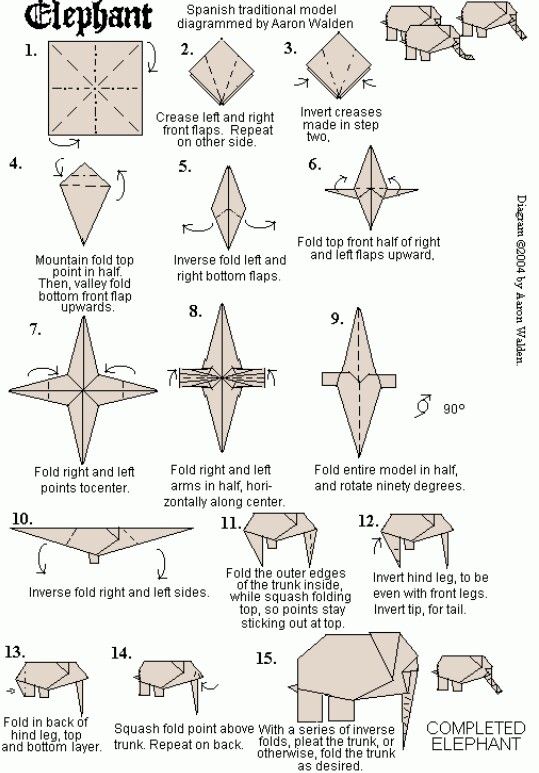 Elephant
Spanish traditional model
diagrammed by Aaron Walden
1.
2.
3.
Crease left and right
front flaps. Repeat
on other side.
Invert creases
made in step
two.
4.
5.
6.
Mountain fold top
point in half.
Then, valley fold
bottom front flap
upwards.
Inverse fold left and
right bottom flaps.
Fold top front half of right
and left flaps upward.
Diagram ©2004 by Aaron Walden.
7.
8.
9.
90°
Fold right and left
points tocenter.
Fold right and left
arms in half, hori-
zontally along center.
Fold entire model in half,
and rotate ninety degrees.
10.
Inverse fold right and left sides.
11.
Fold the outer edges
of the trunk inside,
while squash folding
top, so points stay
sticking out at top.
12.
Invert hind leg, to be
even with front legs.
Invert tip, for tail.
13.
Fold in back of
hind leg, top
and bottom layer.
14.
Squash fold point above
trunk. Repeat on back.
15.
With a series of inverse
folds, pleat the trunk, or
otherwise, fold the trunk
as desired.
COMPLETED
ELEPHANT